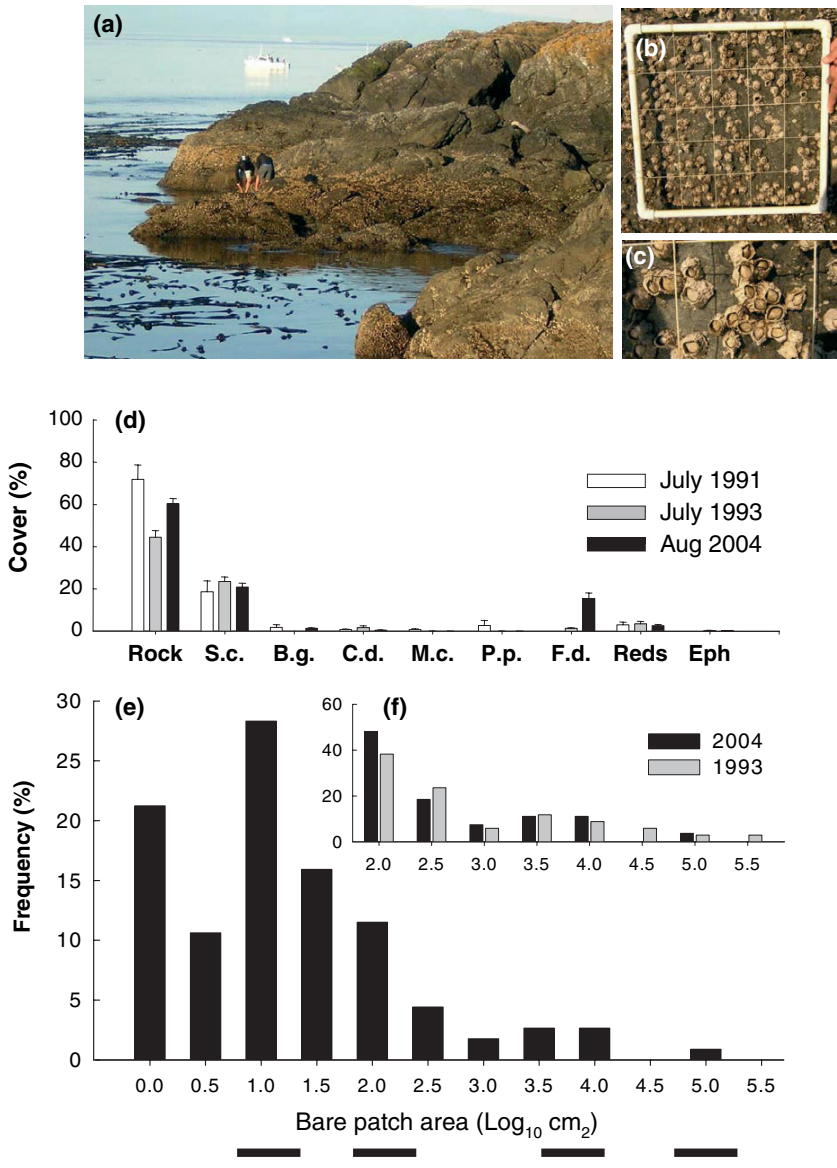 (a)
(b)
(c)
(d)
100
80
60
40
20
0
Cover (%)
July 1991
July 1993
Aug 2004
Rock S.c. B.g. C.d. M.c. P.p. F.d. Reds Eph
(e)
30
25
20
15
10
5
0
Frequency (%)
(f)
60
40
20
0
2004
1993
2.0 2.5 3.0 3.5 4.0 4.5 5.0 5.5
0.0 0.5 1.0 1.5 2.0 2.5 3.0 3.5 4.0 4.5 5.0 5.5
Bare patch area (Log10 cm2)